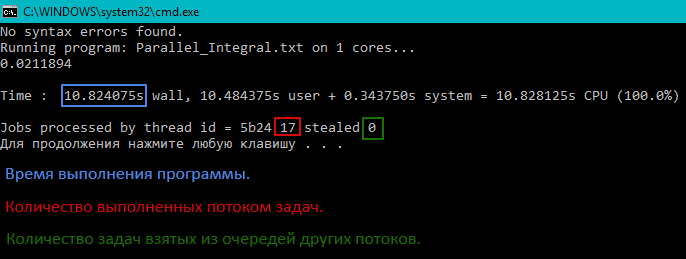 C:\WINDOWS\system32\cmd.exe
No syntax errors found.
Running program: Parallel_Integral.txt on 1 cores...
0.0211894
Time : 10.824075s wall, 10.484375s user + 0.343750s system = 10.828125s CPU (100.0%)
Jobs processed by thread id = 5b24 17 stealed 0
Для продолжения нажмите любую клавишу . . .
Время выполнения программы.
Количество выполненных потоком задач.
Количество задач взятых из очередей других потоков.